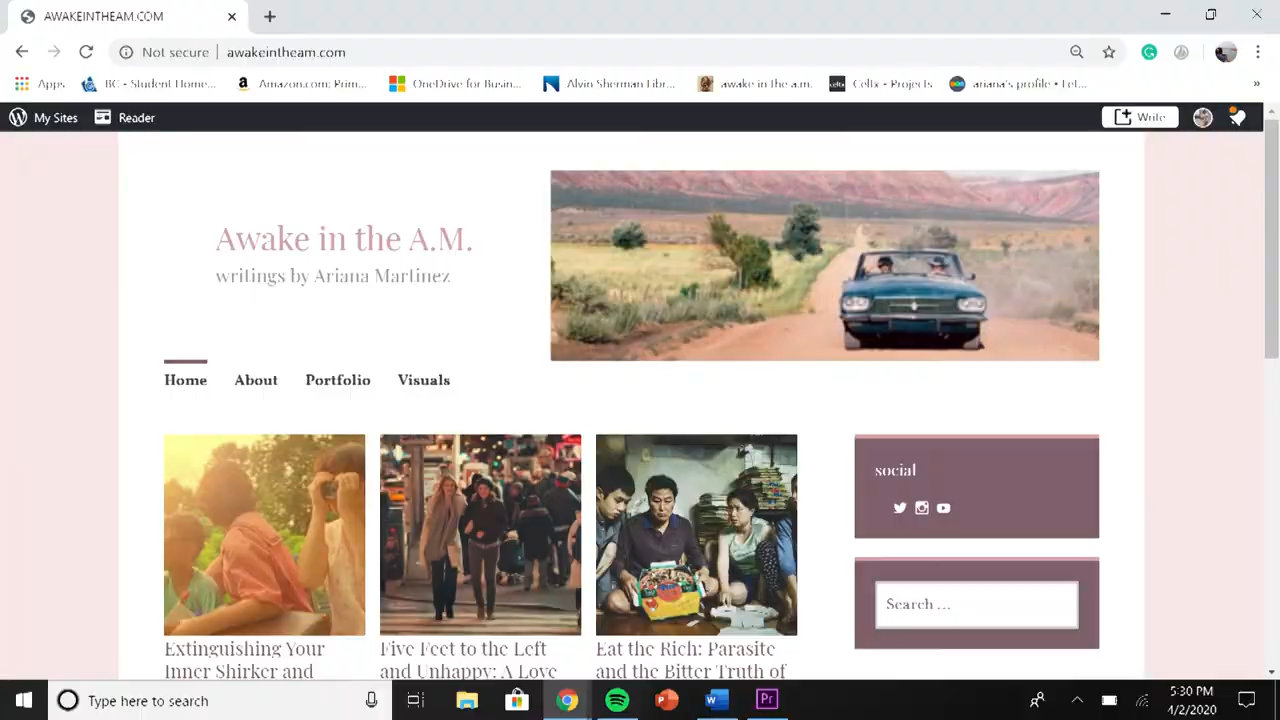 AWAKEINTHEAM.COM
Not secure
awakeintheam.com
Apps
BC - Student Home...
Amazon.com: Prim...
OneDrive for Busin...
Alvin Sherman Libr...
awake in the a.m.
celtx
Celtx - Projects
ariana's profile • Let...
»
My Sites
Reader
Write
Awake in the A.M.
writings by Ariana Martinez
Home
About
Portfolio
Visuals
social
Search ...
Extinguishing Your
Inner Shirker and
Five Feet to the Left
and Unhappy: A Love
Eat the Rich: Parasite
and the Bitter Truth of
Type here to search
5:30 PM
4/2/2020